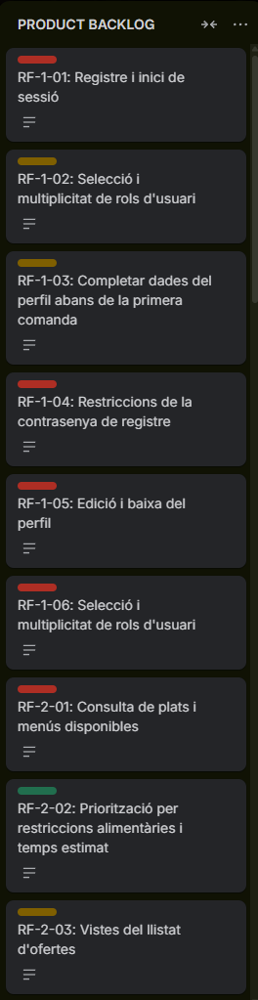 PRODUCT BACKLOG
RF-1-01: Registre i inici de
sessió
RF-1-02: Selecció i
multiplicitat de rols d'usuari
RF-1-03: Completar dades del
perfil abans de la primera
comanda
RF-1-04: Restriccions de la
contrasenya de registre
RF-1-05: Edició i baixa del
perfil
RF-1-06: Selecció i
multiplicitat de rols d'usuari
RF-2-01: Consulta de plats i
menús disponibles
RF-2-02: Priorització per
restriccions alimentàries i
temps estimat
RF-2-03: Vistes del llistat
d'ofertes